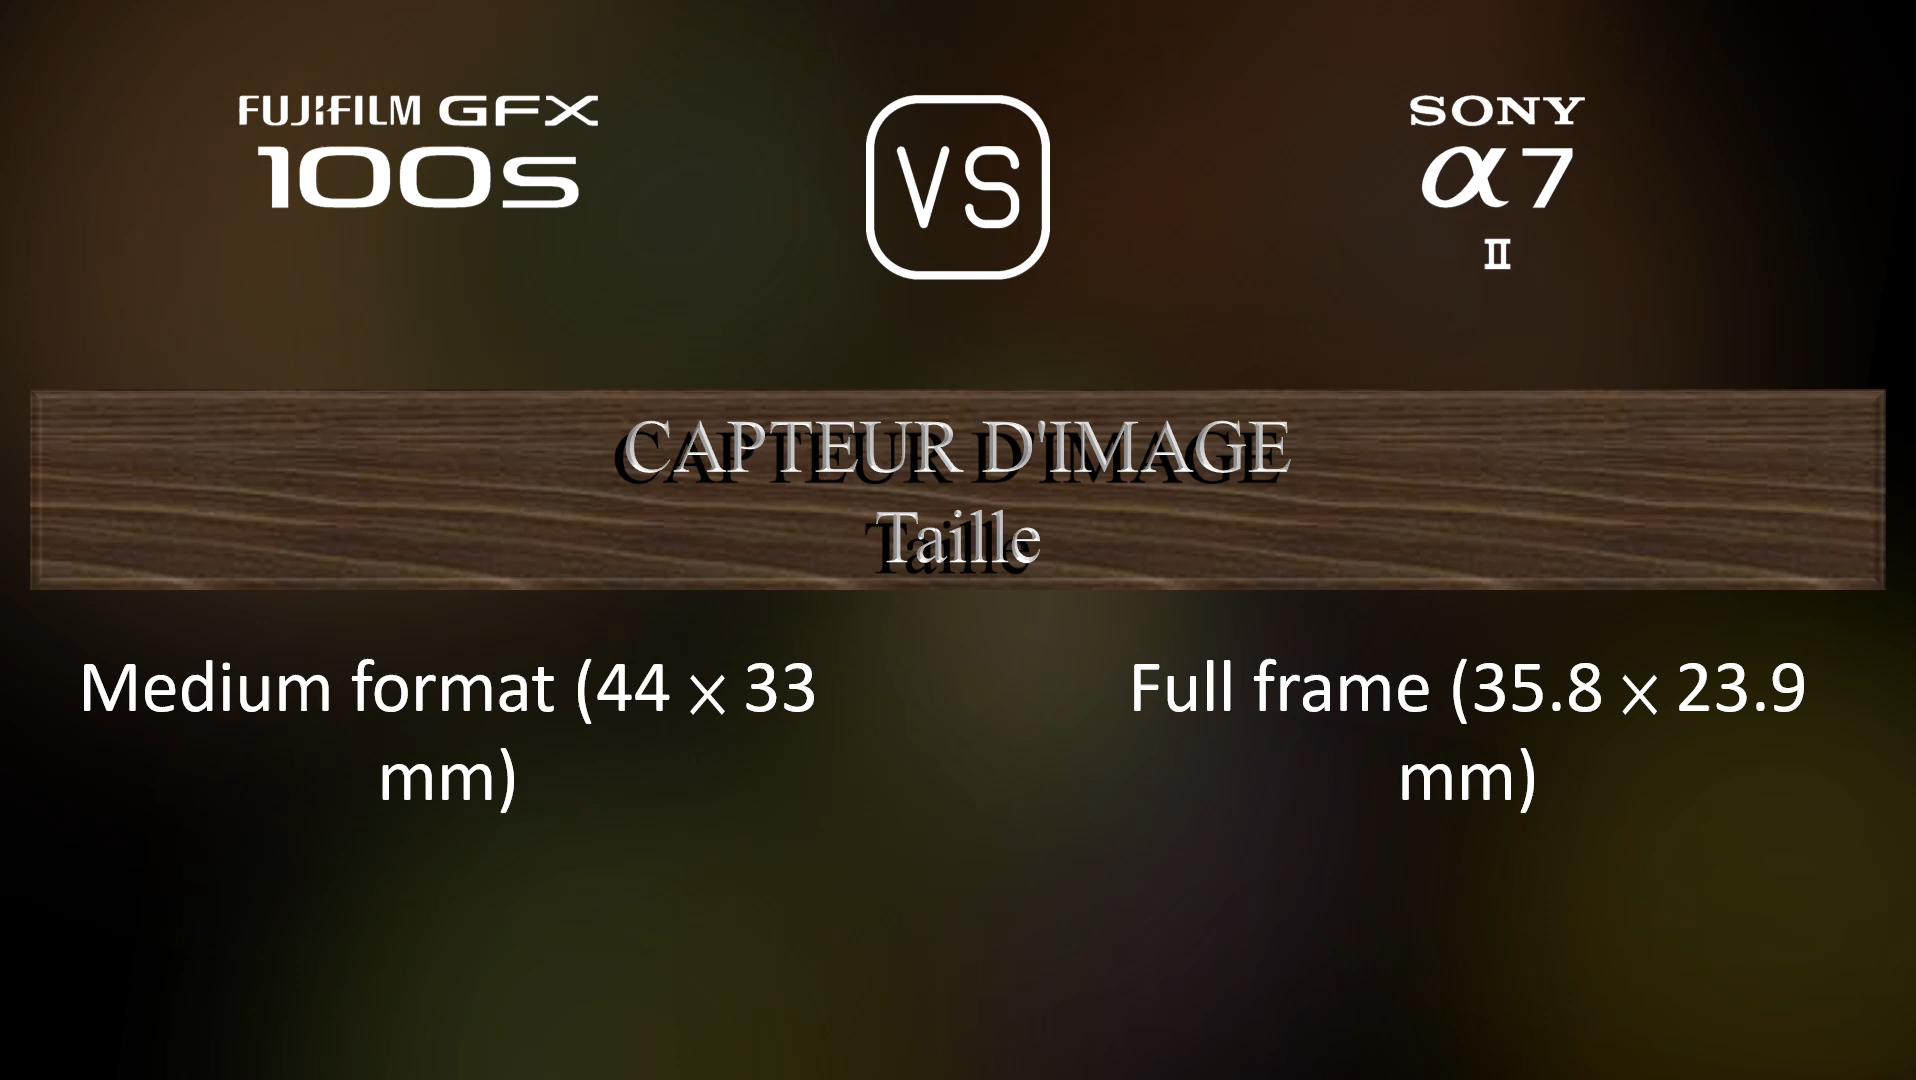 FUJIFILM GFX
100S
VS
SONY
α7
II
CAPTEUR D'IMAGE
Taille
Medium format (44 x 33
mm)
Full frame (35.8 x 23.9
mm)